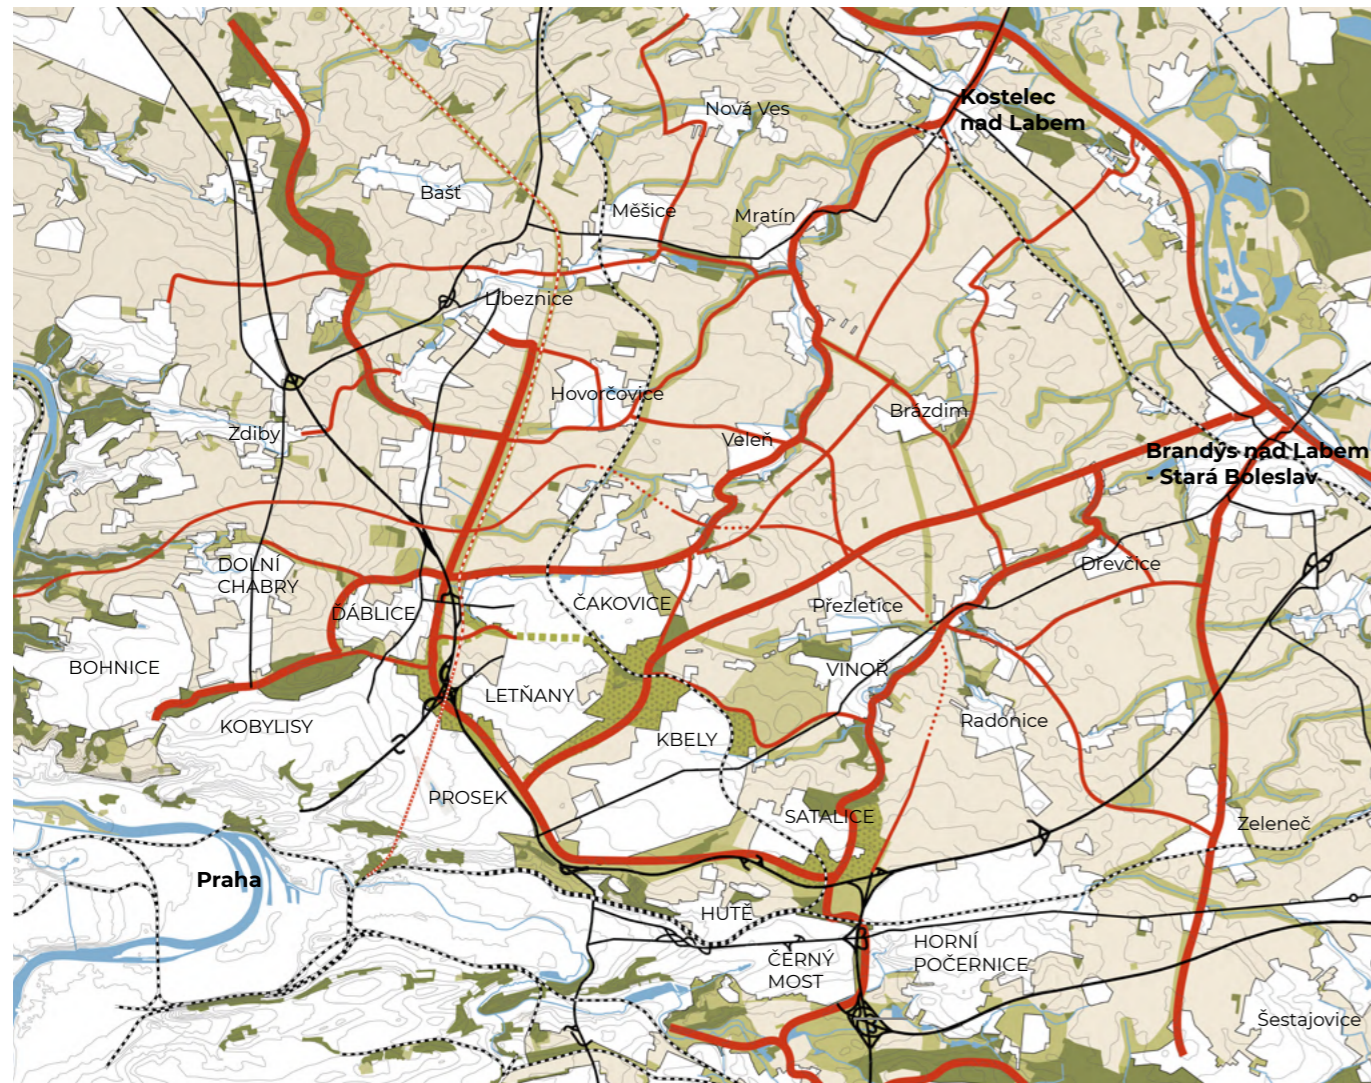 Kostelec
nad Labem
Nová Ves
Bašť
Měšice
Mratín
Líbeznice
Hovorčovice
Brázdim
Zdiby
Veleň
Brandýs nad Labem
- Stará Boleslav
DOLNÍ
CHABRY
ĎÁBLICE
ČAKOVICE
Přezletice
Dřevčice
BOHNICE
LETŇANY
VINOŘ
KOBYLISY
KBELY
Radonice
PROSEK
SATALICE
Zeleneč
Praha
HUTĚ
HORNÍ
POČERNICE
ČERNÝ
MOST
Šestajovice